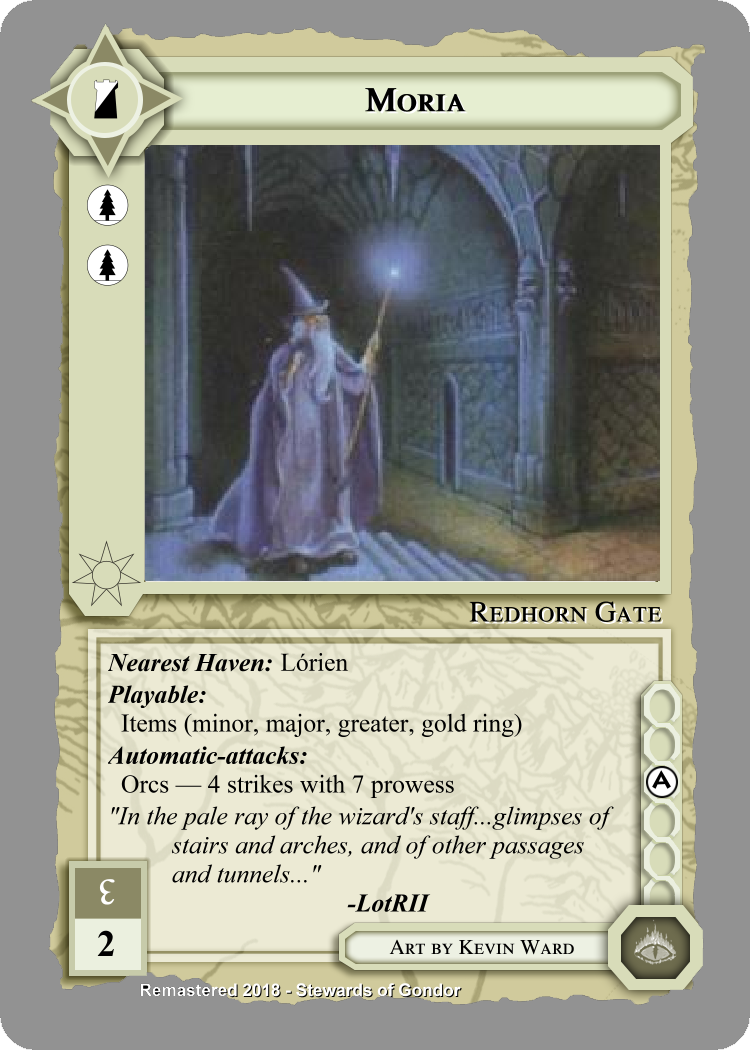 Moria
Redhorn Gate
Nearest Haven: Lórien
Playable:
Items (minor, major, greater, gold ring)
Automatic-attacks:
Orcs — 4 strikes with 7 prowess
"In the pale ray of the wizard's staff...glimpses of
stairs and arches, and of other passages
and tunnels..."
-LotRII
A
ε
2
Art by Kevin Ward
Remastered 2018 - Stewards of Gondor